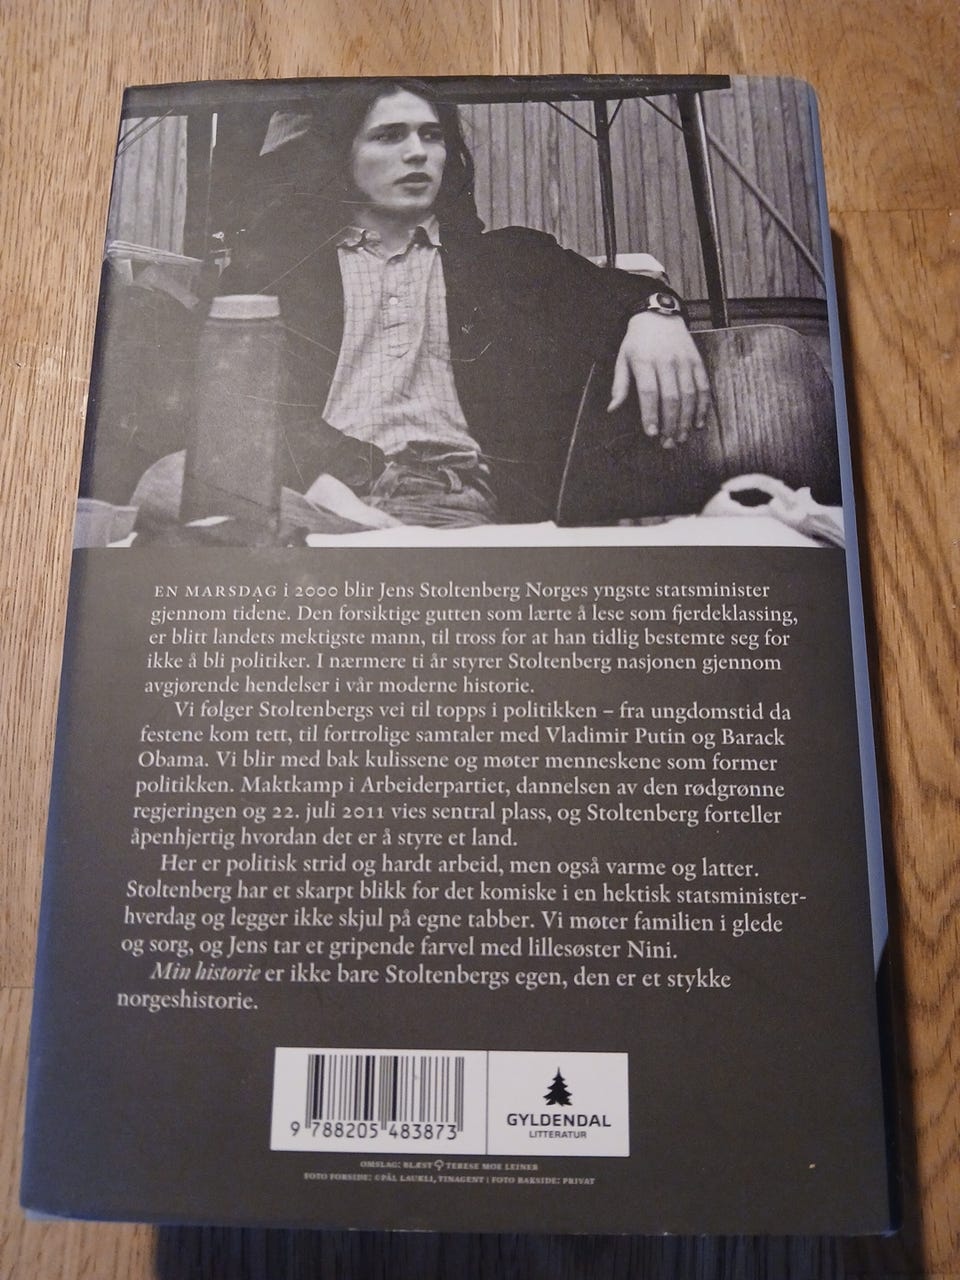 EN MARSDAG i 2000 blir Jens Stoltenberg Norges yngste statsminister
gjennom tidene. Den forsiktige gutten som lærte å lese som fjerdeklassing,
er blitt landets mektigste mann, til tross for at han tidlig bestemte seg for
ikke å bli politiker. I nærmere ti år styrer Stoltenberg nasjonen gjennom
avgjørende hendelser i vår moderne historie.
Vi følger Stoltenbergs vei til topps i politikken – fra ungdomstid da
festene kom tett, til fortrolige samtaler med Vladimir Putin og Barack
Obama. Vi blir med bak kulissene og møter menneskene som former
politikken. Maktkamp i Arbeiderpartiet, dannelsen av den rødgrønne
regjeringen og 22. juli 2011 vies sentral plass, og Stoltenberg forteller
åpenhjertig hvordan det er å styre et land.
Her er politisk strid og hardt arbeid, men også varme og latter.
Stoltenberg har et skarpt blikk for det komiske i en hektisk statsminister-
hverdag og legger ikke skjul på egne tabber. Vi møter familien i glede
og sorg, og Jens tar et gripende farvel med lillesøster Nini.
Min historie er ikke bare Stoltenbergs egen, den er et stykke
norgeshistorie.
9 788205 483873
GYLDENDAL
LITTERATUR
OMSLAG: BLÆST TERESE MOE LEINER
FOTO FORSIDE: ©PÅL LAUKLI, TINAGENT | FOTO BAKSIDE: PRIVAT